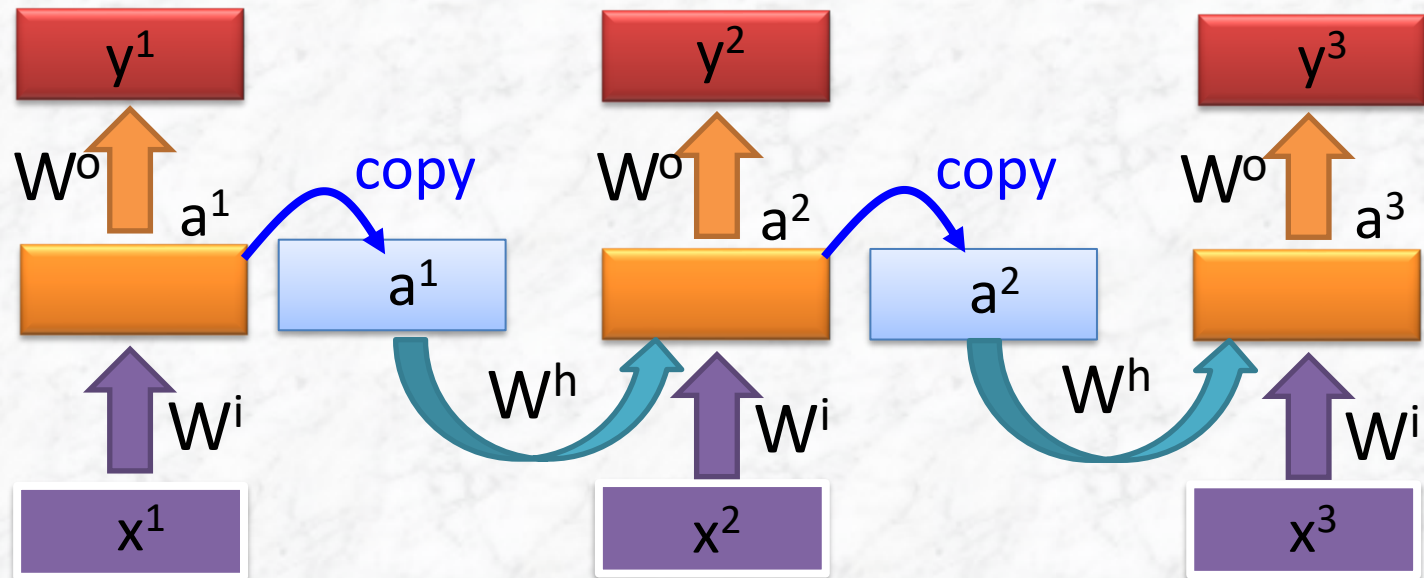 y¹ y² y³
Wᵒ copy Wᵒ copy Wᵒ
a¹ a² a³
a¹ a²
Wⁱ Wʰ Wⁱ Wʰ Wⁱ
x¹ x² x³